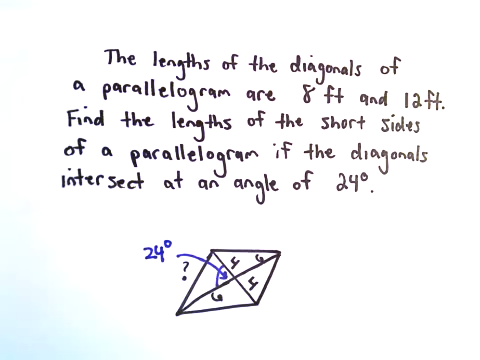 The lengths of the diagonals of
a parallelogram are 8 ft and 12 ft.
Find the lengths of the short sides
of a parallelogram if the diagonals
intersect at an angle of 24°.
24°
?
4 6
6 4